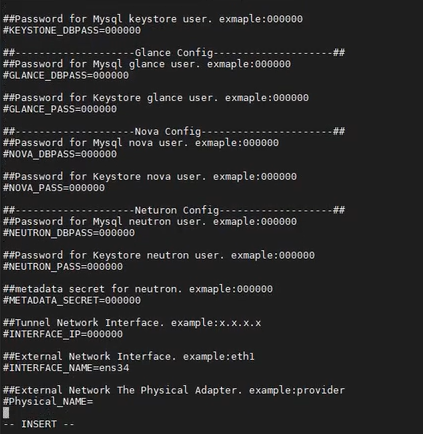 ##Password for Mysql keystore user. exmaple:000000
#KEYSTONE_DBPASS=000000
##--------------------Glance Config--------------------##
##Password for Mysql glance user. exmaple:000000
#GLANCE_DBPASS=000000
##Password for Keystore glance user. exmaple:000000
#GLANCE_PASS=000000
##--------------------Nova Config----------------------##
##Password for Mysql nova user. exmaple:000000
#NOVA_DBPASS=000000
##Password for Keystore nova user. exmaple:000000
#NOVA_PASS=000000
##--------------------Neturon Config-------------------##
##Password for Mysql neutron user. exmaple:000000
#NEUTRON_DBPASS=000000
##Password for Keystore neutron user. exmaple:000000
#NEUTRON_PASS=000000
##metadata secret for neutron. exmaple:000000
#METADATA_SECRET=000000
##Tunnel Network Interface. example:x.x.x.x
#INTERFACE_IP=000000
##External Network Interface. example:eth1
#INTERFACE_NAME=ens34
##External Network The Physical Adapter. example:provider
#Physical_NAME=
-- INSERT --